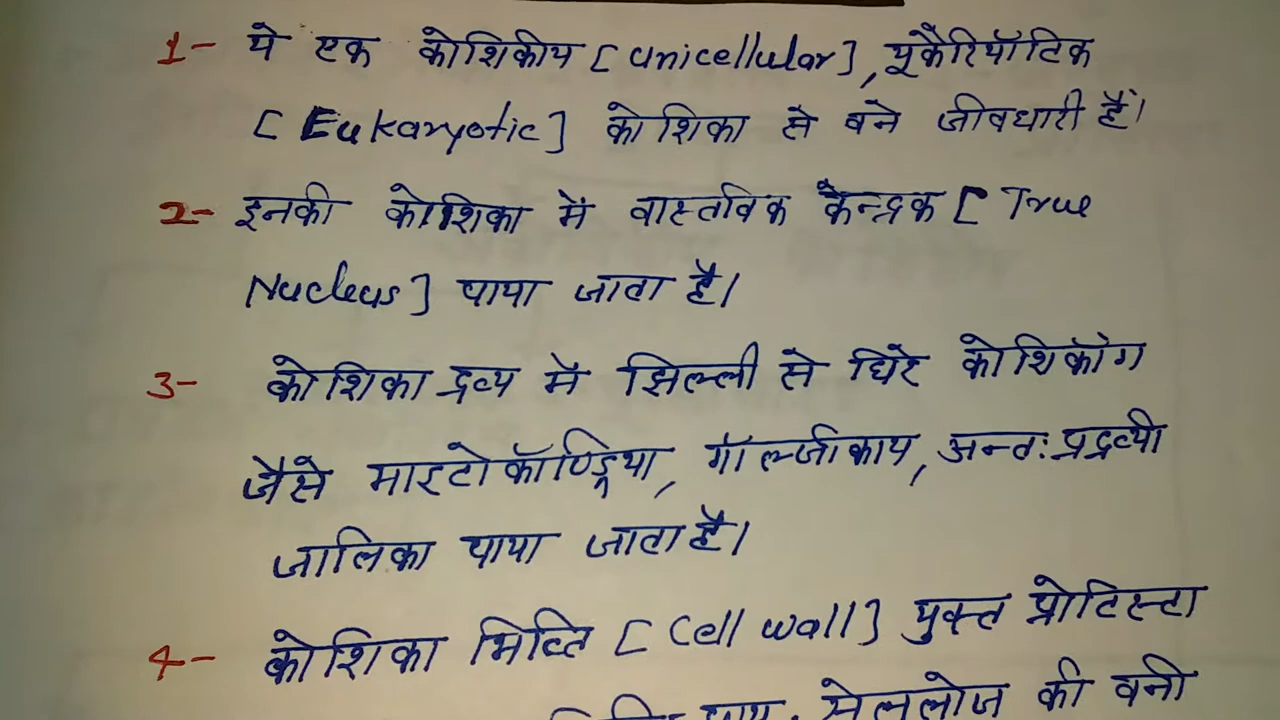 1- ये एक कोशिकीय [Unicellular], यूकैरियॉटिक
[Eukaryotic] कोशिका से बने जीवधारी हैं।
2- इनकी कोशिका में वास्तविक केन्द्रक [True
Nucleus] पाया जाता है।
3- कोशिका द्रव्य में झिल्ली से घिरे कोशिकॉग
जैसे माइटोकॉण्ड्रिया, गॉल्जीकाय, अन्त:प्रद्रव्यी
जालिका पाया जाता है।
4- कोशिका भित्ति [Cell wall] युक्त प्रोटिस्टा
सेललोज की बनी